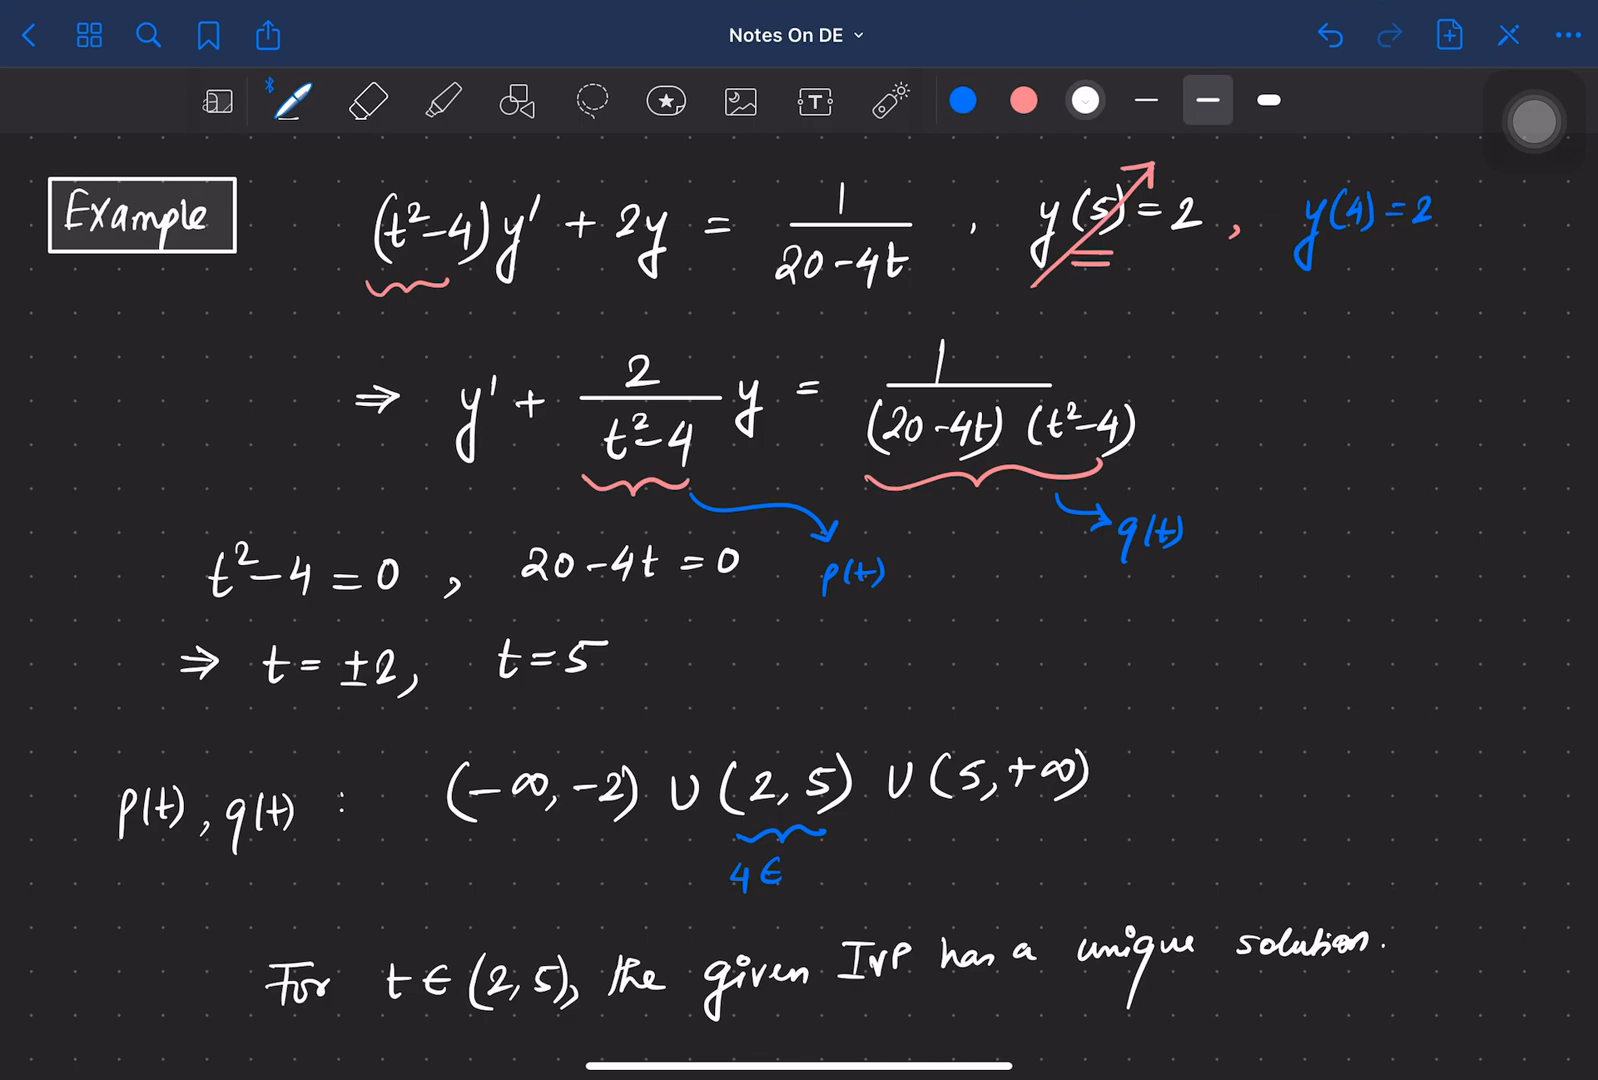 Notes On DE
Example (t²-4)y' + 2y = 1/(20-4t) , y(5)=2, y(4)=2
⇒ y' + 2/(t²-4) y = 1/((20-4t)(t²-4))
p(t) q(t)
t²-4=0, 20-4t=0
⇒ t=±2, t=5
p(t), q(t) : (-∞,-2) ∪ (2,5) ∪ (5,+∞)
4 ∈
For t ∈ (2,5), the given IVP has a unique solution.